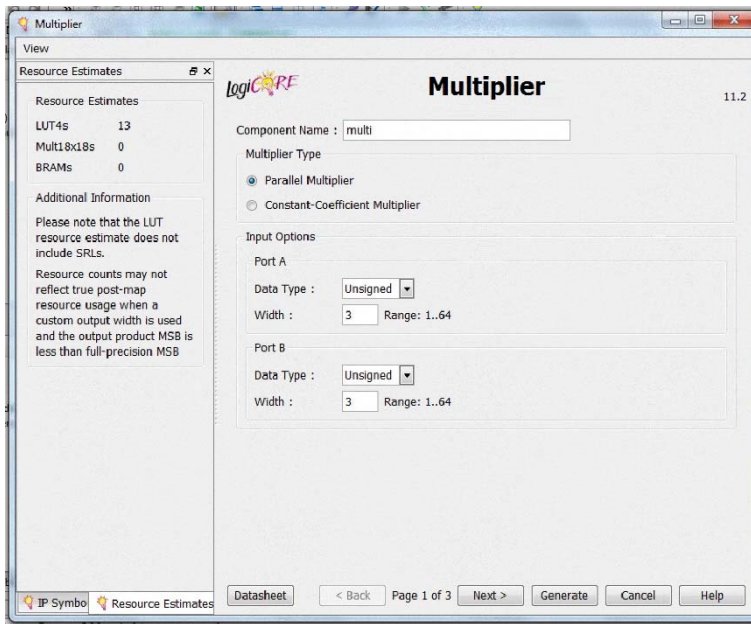 Multiplier
View
Resource Estimates
Resource Estimates
LUT4s 13
Mult18x18s 0
BRAMs 0
Additional Information
Please note that the LUT
resource estimate does not
include SRLs.
Resource counts may not
reflect true post-map
resource usage when a
custom output width is used
and the output product MSB is
less than full-precision MSB
IP Symbo
Resource Estimates
LogiCORE
Multiplier
11.2
Component Name : multi
Multiplier Type
Parallel Multiplier
Constant-Coefficient Multiplier
Input Options
Port A
Data Type : Unsigned
Width : 3 Range: 1..64
Port B
Data Type : Unsigned
Width : 3 Range: 1..64
Datasheet < Back Page 1 of 3 Next > Generate Cancel Help